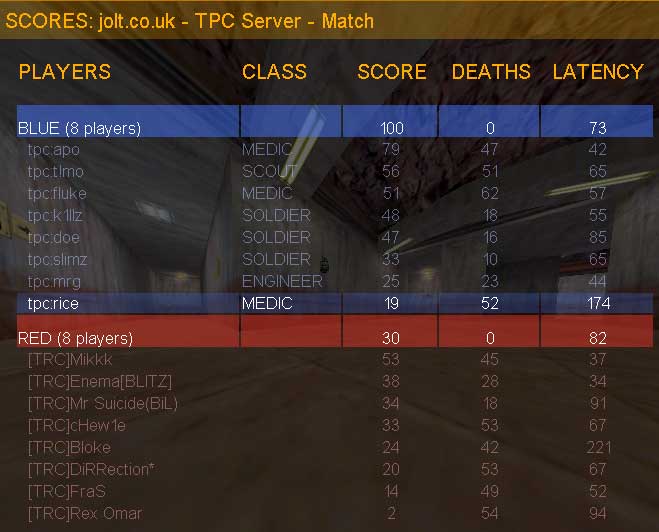 SCORES: jolt.co.uk - TPC Server - Match
PLAYERS CLASS SCORE DEATHS LATENCY
BLUE (8 players) 100 0 73
tpc:apo MEDIC 79 47 42
tpc:t!mo SCOUT 56 51 65
tpc:fluke MEDIC 51 62 57
tpc:k1llz SOLDIER 48 18 55
tpc:doe SOLDIER 47 16 85
tpc:slimz SOLDIER 33 10 65
tpc:mrg ENGINEER 25 23 44
tpc:rice MEDIC 19 52 174
RED (8 players) 30 0 82
[TRC]Mikkk 53 45 37
[TRC]Enema[BLITZ] 38 28 34
[TRC]Mr Suicide(BiL) 34 18 91
[TRC]cHew1e 33 53 67
[TRC]Bloke 24 42 221
[TRC]DiRRection* 20 53 67
[TRC]FraS 14 49 52
[TRC]Rex Omar 2 54 94